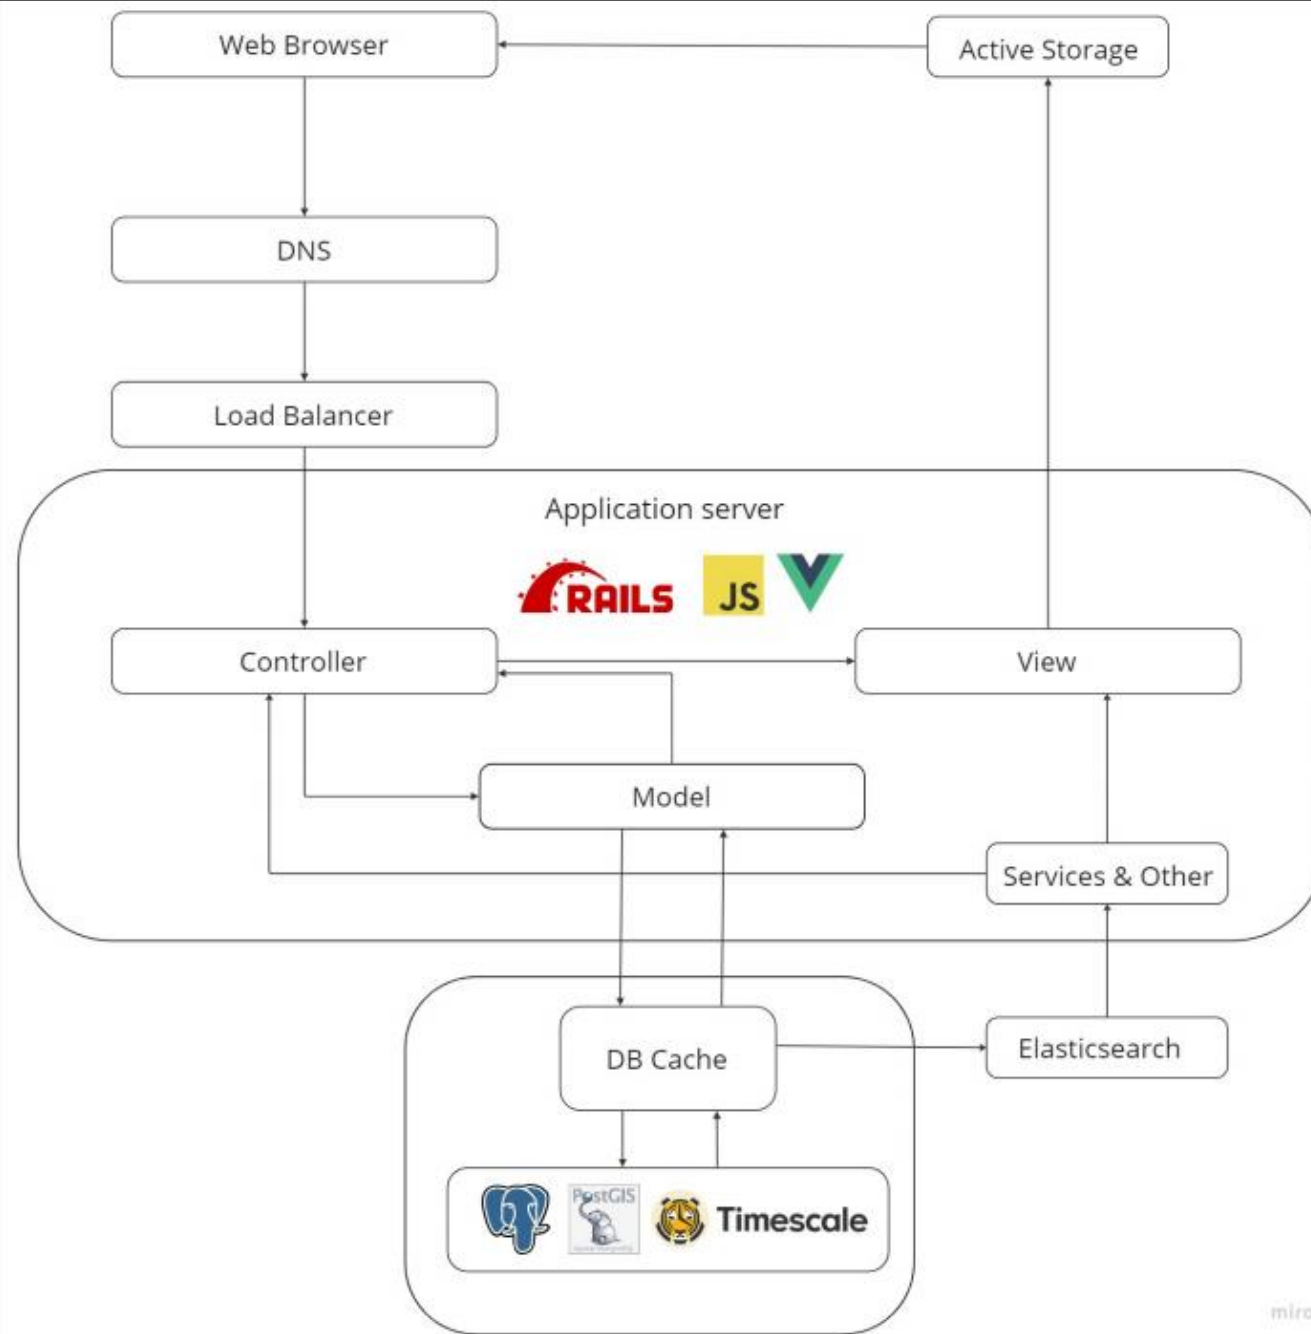 Web Browser
Active Storage
DNS
Load Balancer
Application server
RAILS
JS
Controller
View
Model
Services & Other
DB Cache
Elasticsearch
PostGIS
Timescale
miro